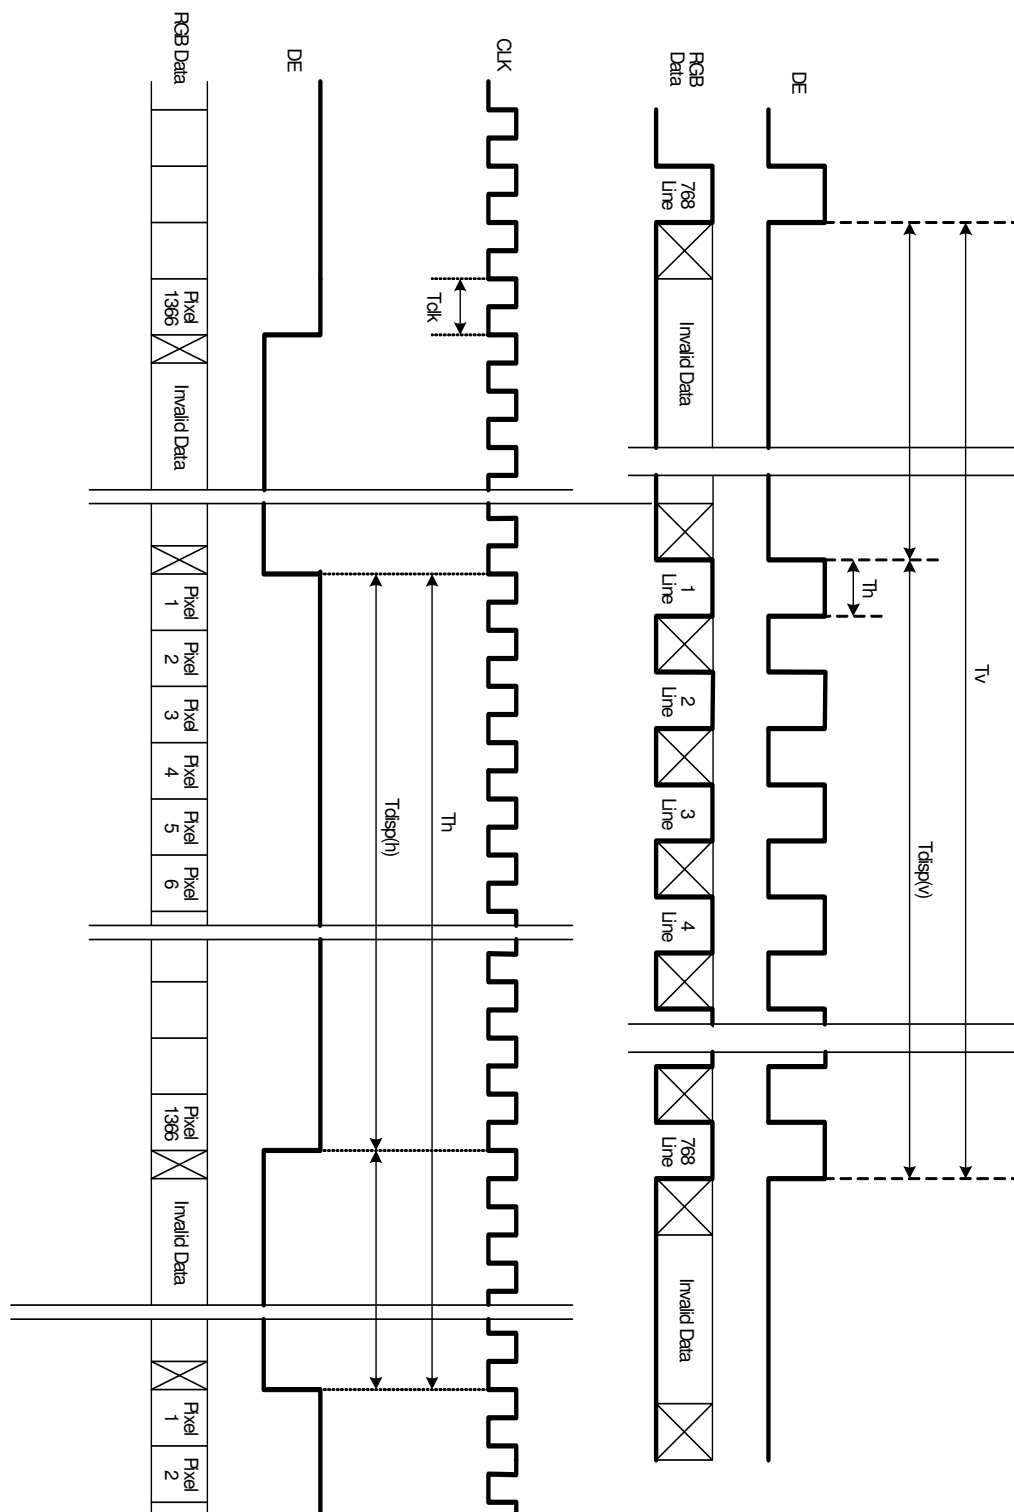 Tv
Tdisp(v)
Th
DE
RGB
Data
768
Line
Invalid Data
1
Line
2
Line
3
Line
4
Line
768
Line
Invalid Data
CLK
Tclk
Th
Tdisp(h)
DE
RGB Data
Pixel
1366
Invalid Data
Pixel
1
Pixel
2
Pixel
3
Pixel
4
Pixel
5
Pixel
6
Pixel
1366
Invalid Data
Pixel
1
Pixel
2